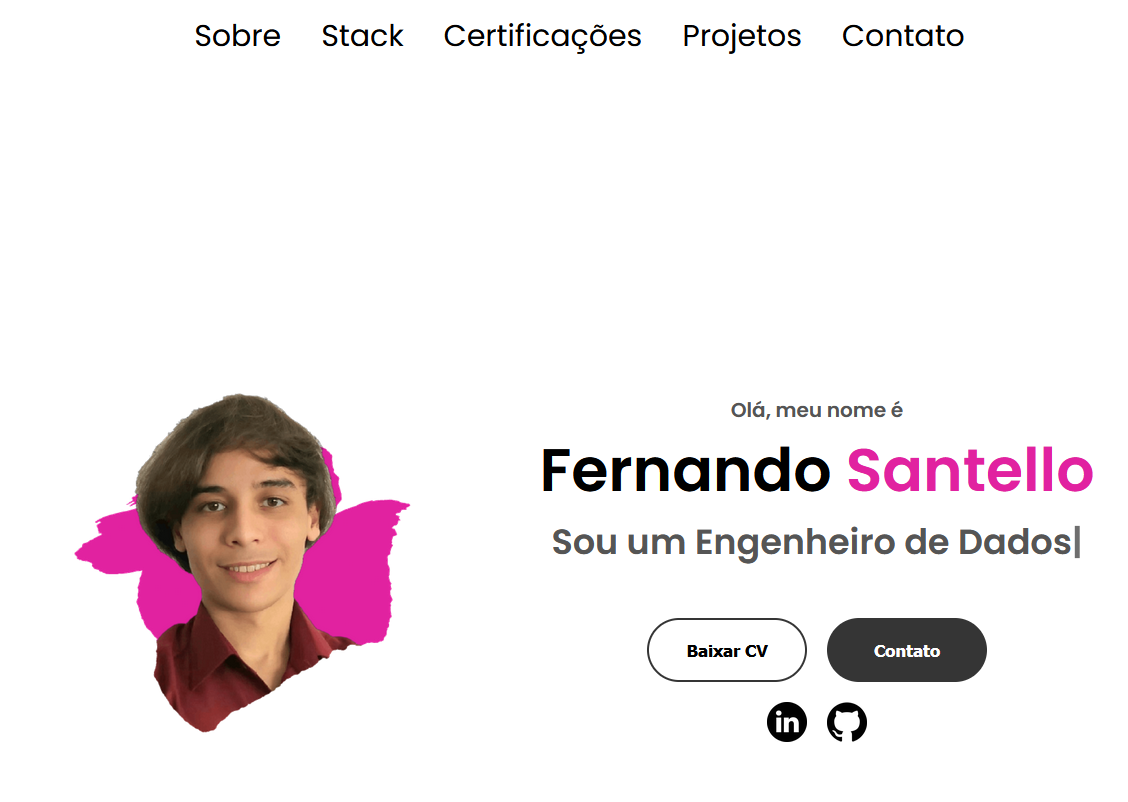 Sobre Stack Certificações Projetos Contato
Olá, meu nome é
Fernando Santello
Sou um Engenheiro de Dados|
Baixar CV Contato
in